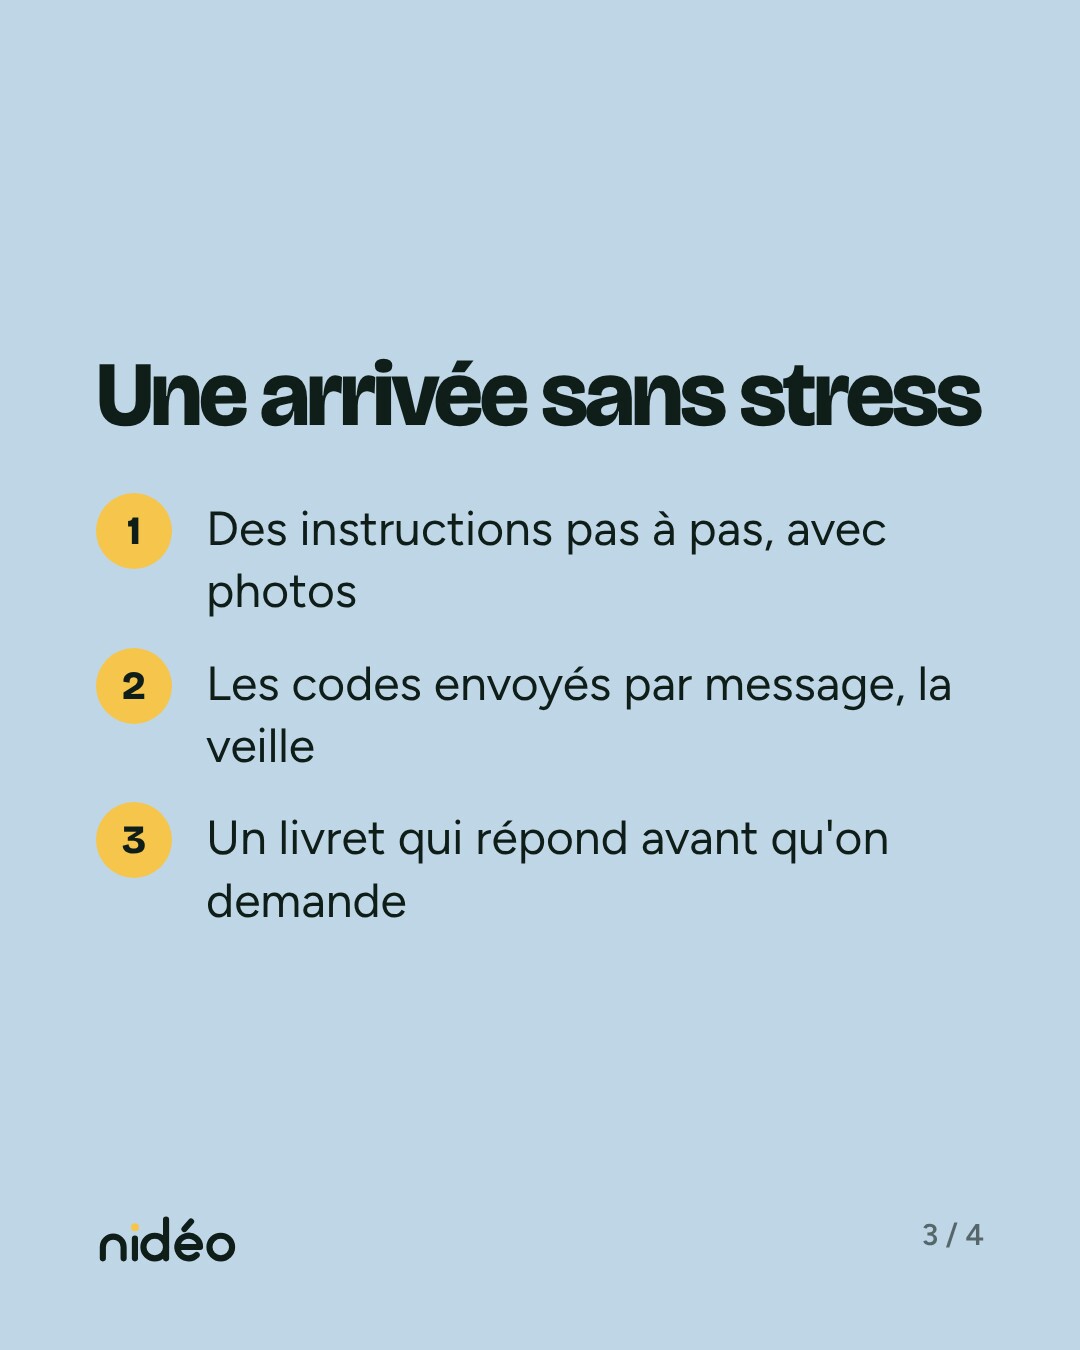 Une arrivée sans stress
1 Des instructions pas à pas, avec
photos
2 Les codes envoyés par message, la
veille
3 Un livret qui répond avant qu'on
demande
nidéo
3 / 4